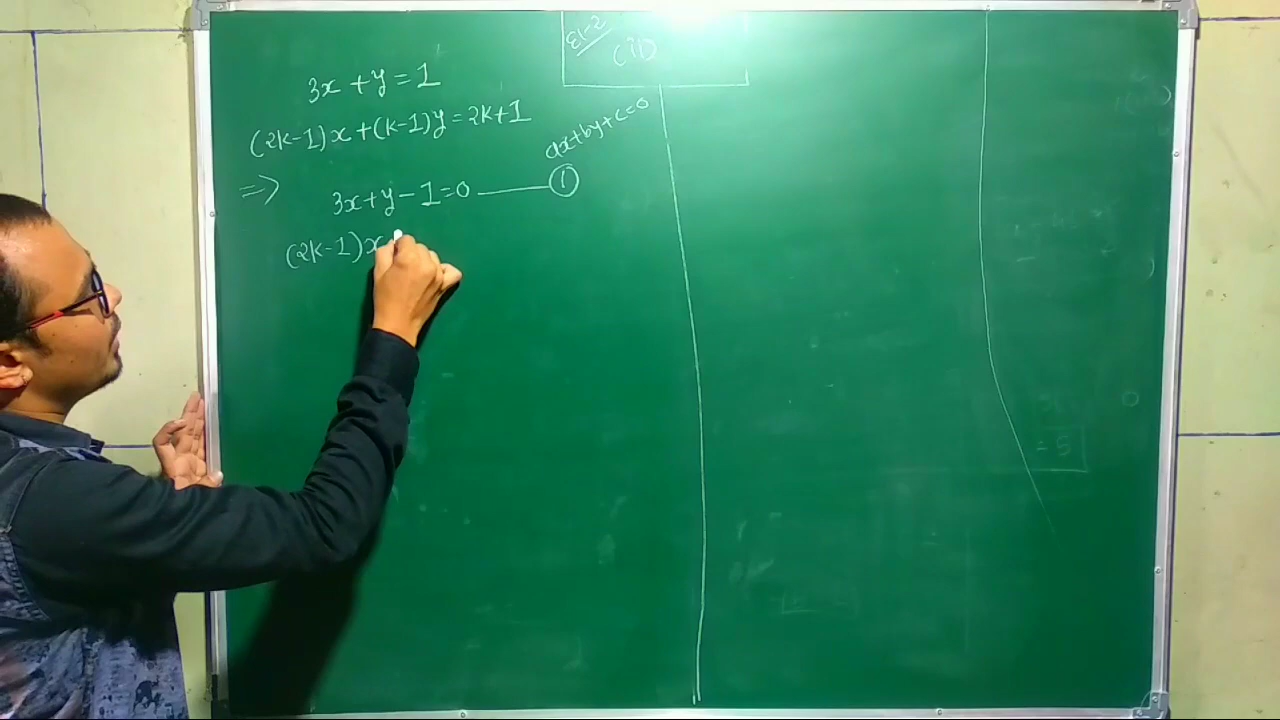 Ex-2
(ii)
3x + y = 1
(2k-1)x + (k-1)y = 2k+1
ax+by+c=0
=> 3x + y - 1 = 0 ——— ①
(2k-1)x
= 5